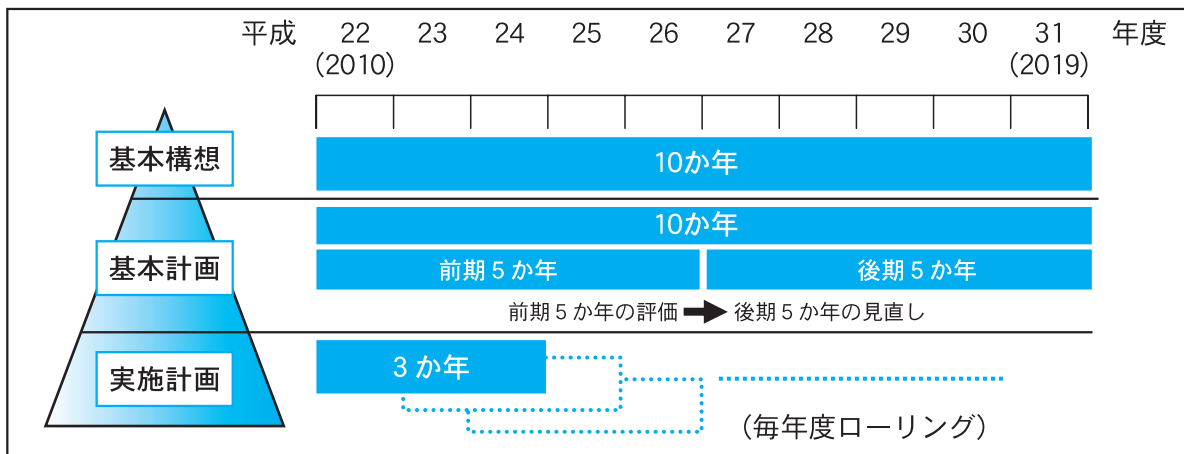 平成 22 23 24 25 26 27 28 29 30 31 年度
(2010) (2019)
基本構想 10か年
10か年
基本計画 前期5か年 後期5か年
前期5か年の評価 後期5か年の見直し
実施計画 3か年
(毎年度ローリング)